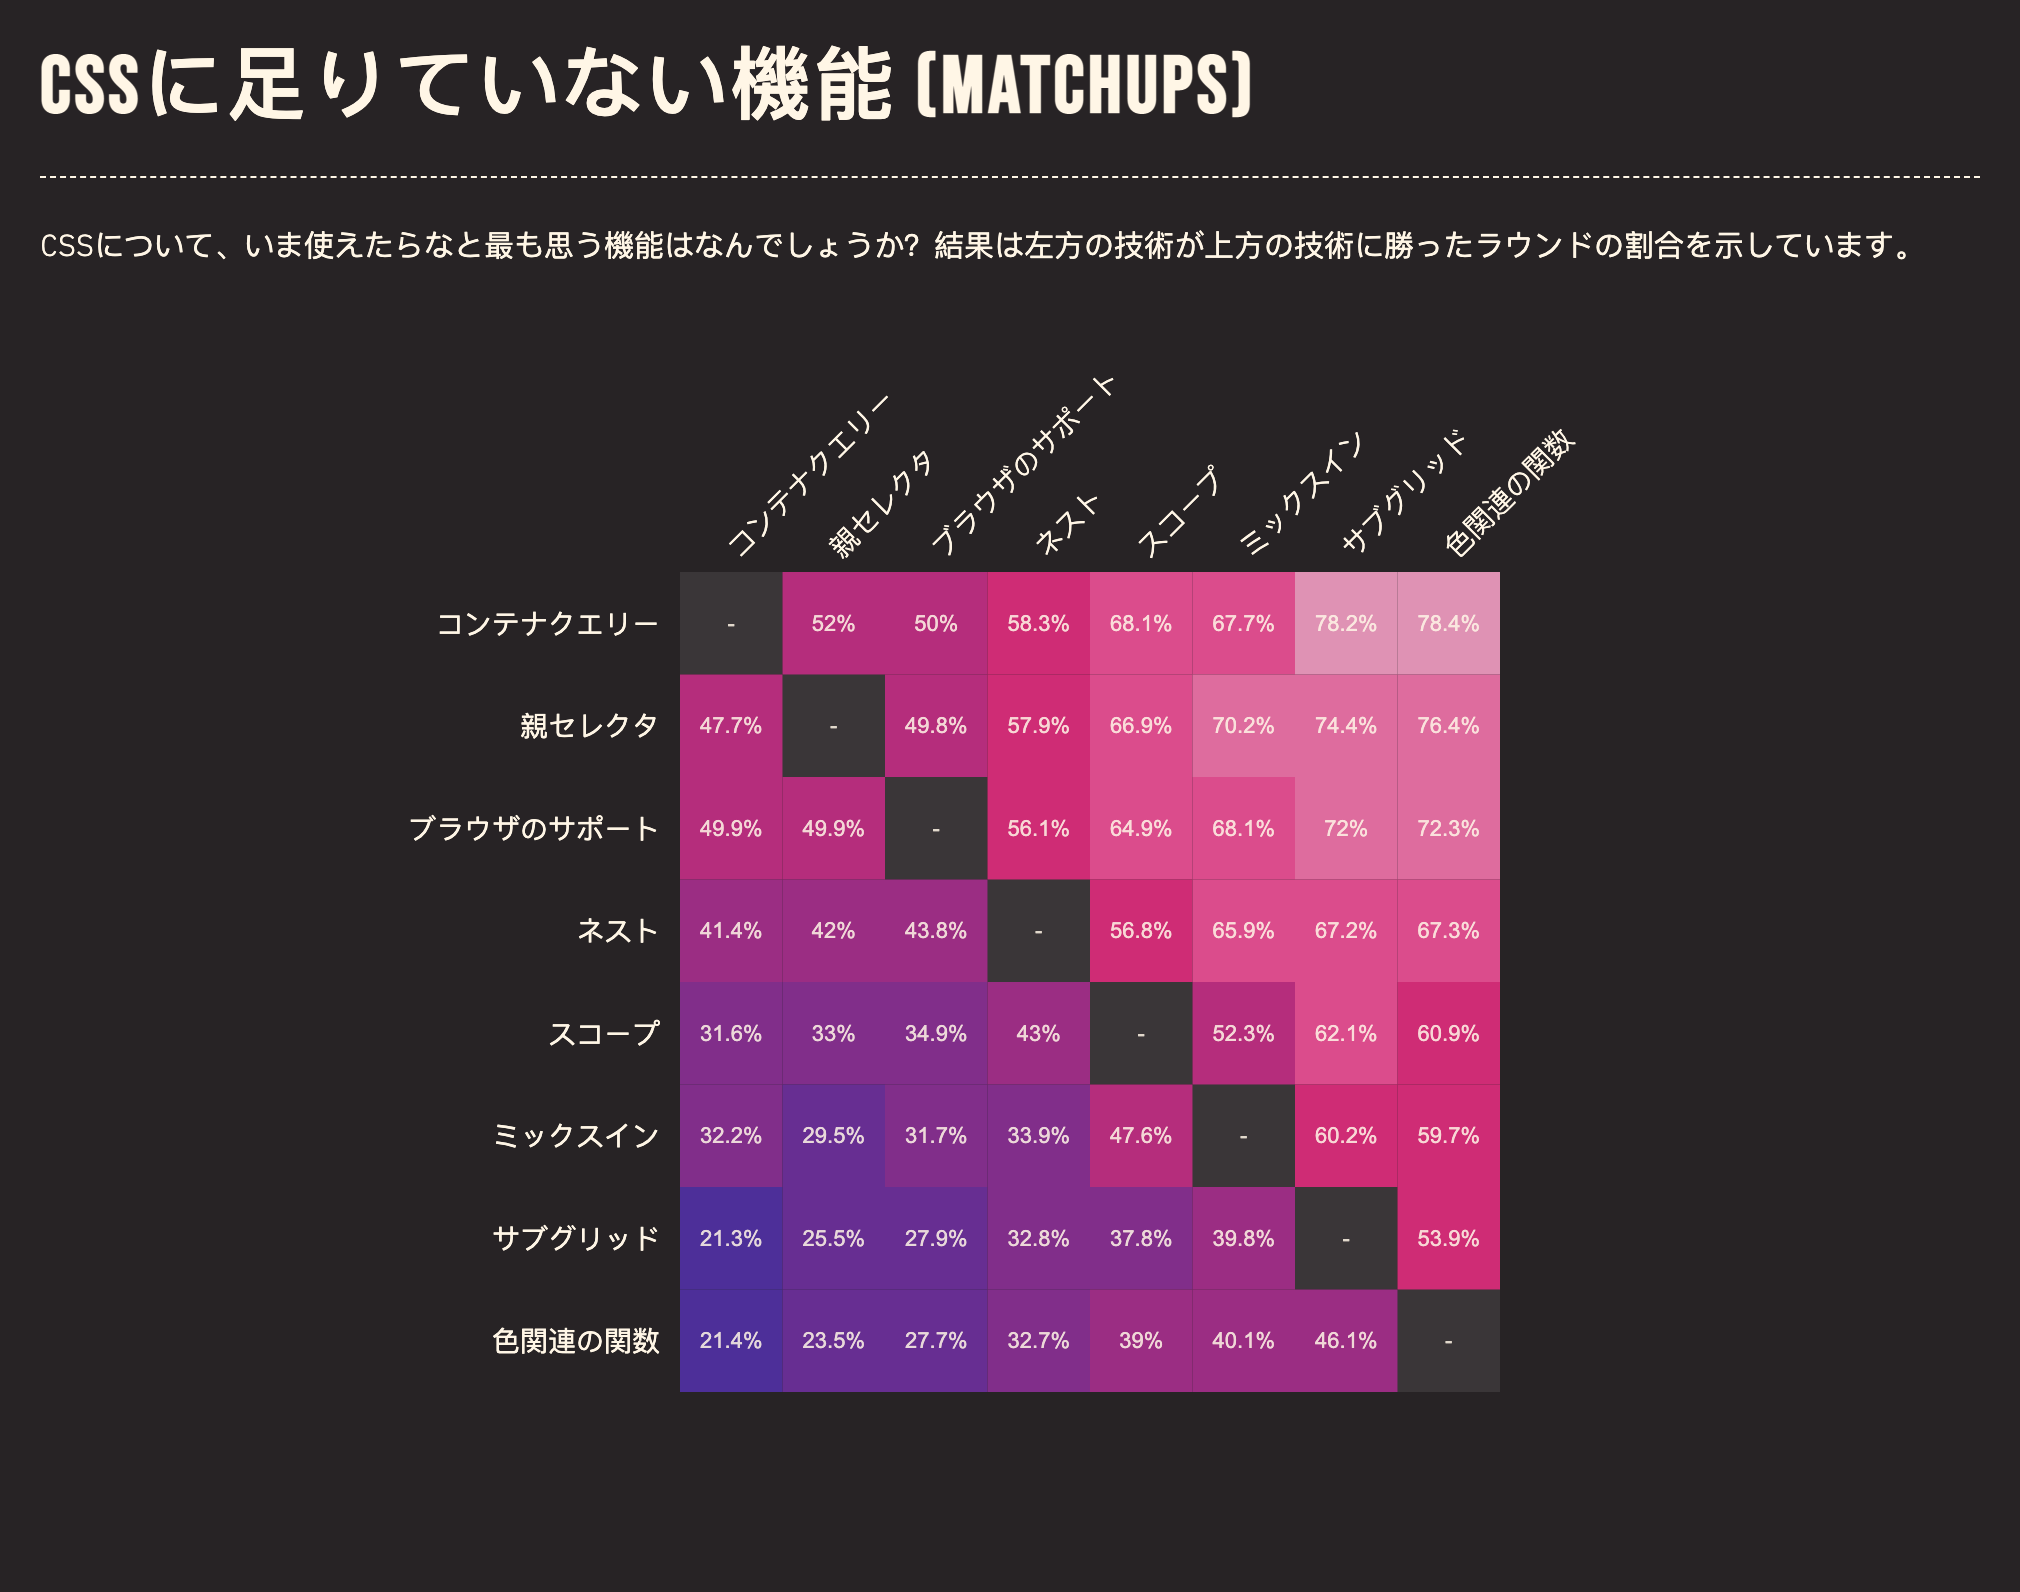 CSSに足りていない機能 (MATCHUPS)
CSSについて、いま使えたらなと最も思う機能はなんでしょうか? 結果は左方の技術が上方の技術に勝ったラウンドの割合を示しています。
コンテナクエリー 親セレクタ ブラウザのサポート ネスト スコープ ミックスイン サブグリッド 色関連の関数
コンテナクエリー - 52% 50% 58.3% 68.1% 67.7% 78.2% 78.4%
親セレクタ 47.7% - 49.8% 57.9% 66.9% 70.2% 74.4% 76.4%
ブラウザのサポート 49.9% 49.9% - 56.1% 64.9% 68.1% 72% 72.3%
ネスト 41.4% 42% 43.8% - 56.8% 65.9% 67.2% 67.3%
スコープ 31.6% 33% 34.9% 43% - 52.3% 62.1% 60.9%
ミックスイン 32.2% 29.5% 31.7% 33.9% 47.6% - 60.2% 59.7%
サブグリッド 21.3% 25.5% 27.9% 32.8% 37.8% 39.8% - 53.9%
色関連の関数 21.4% 23.5% 27.7% 32.7% 39% 40.1% 46.1% -